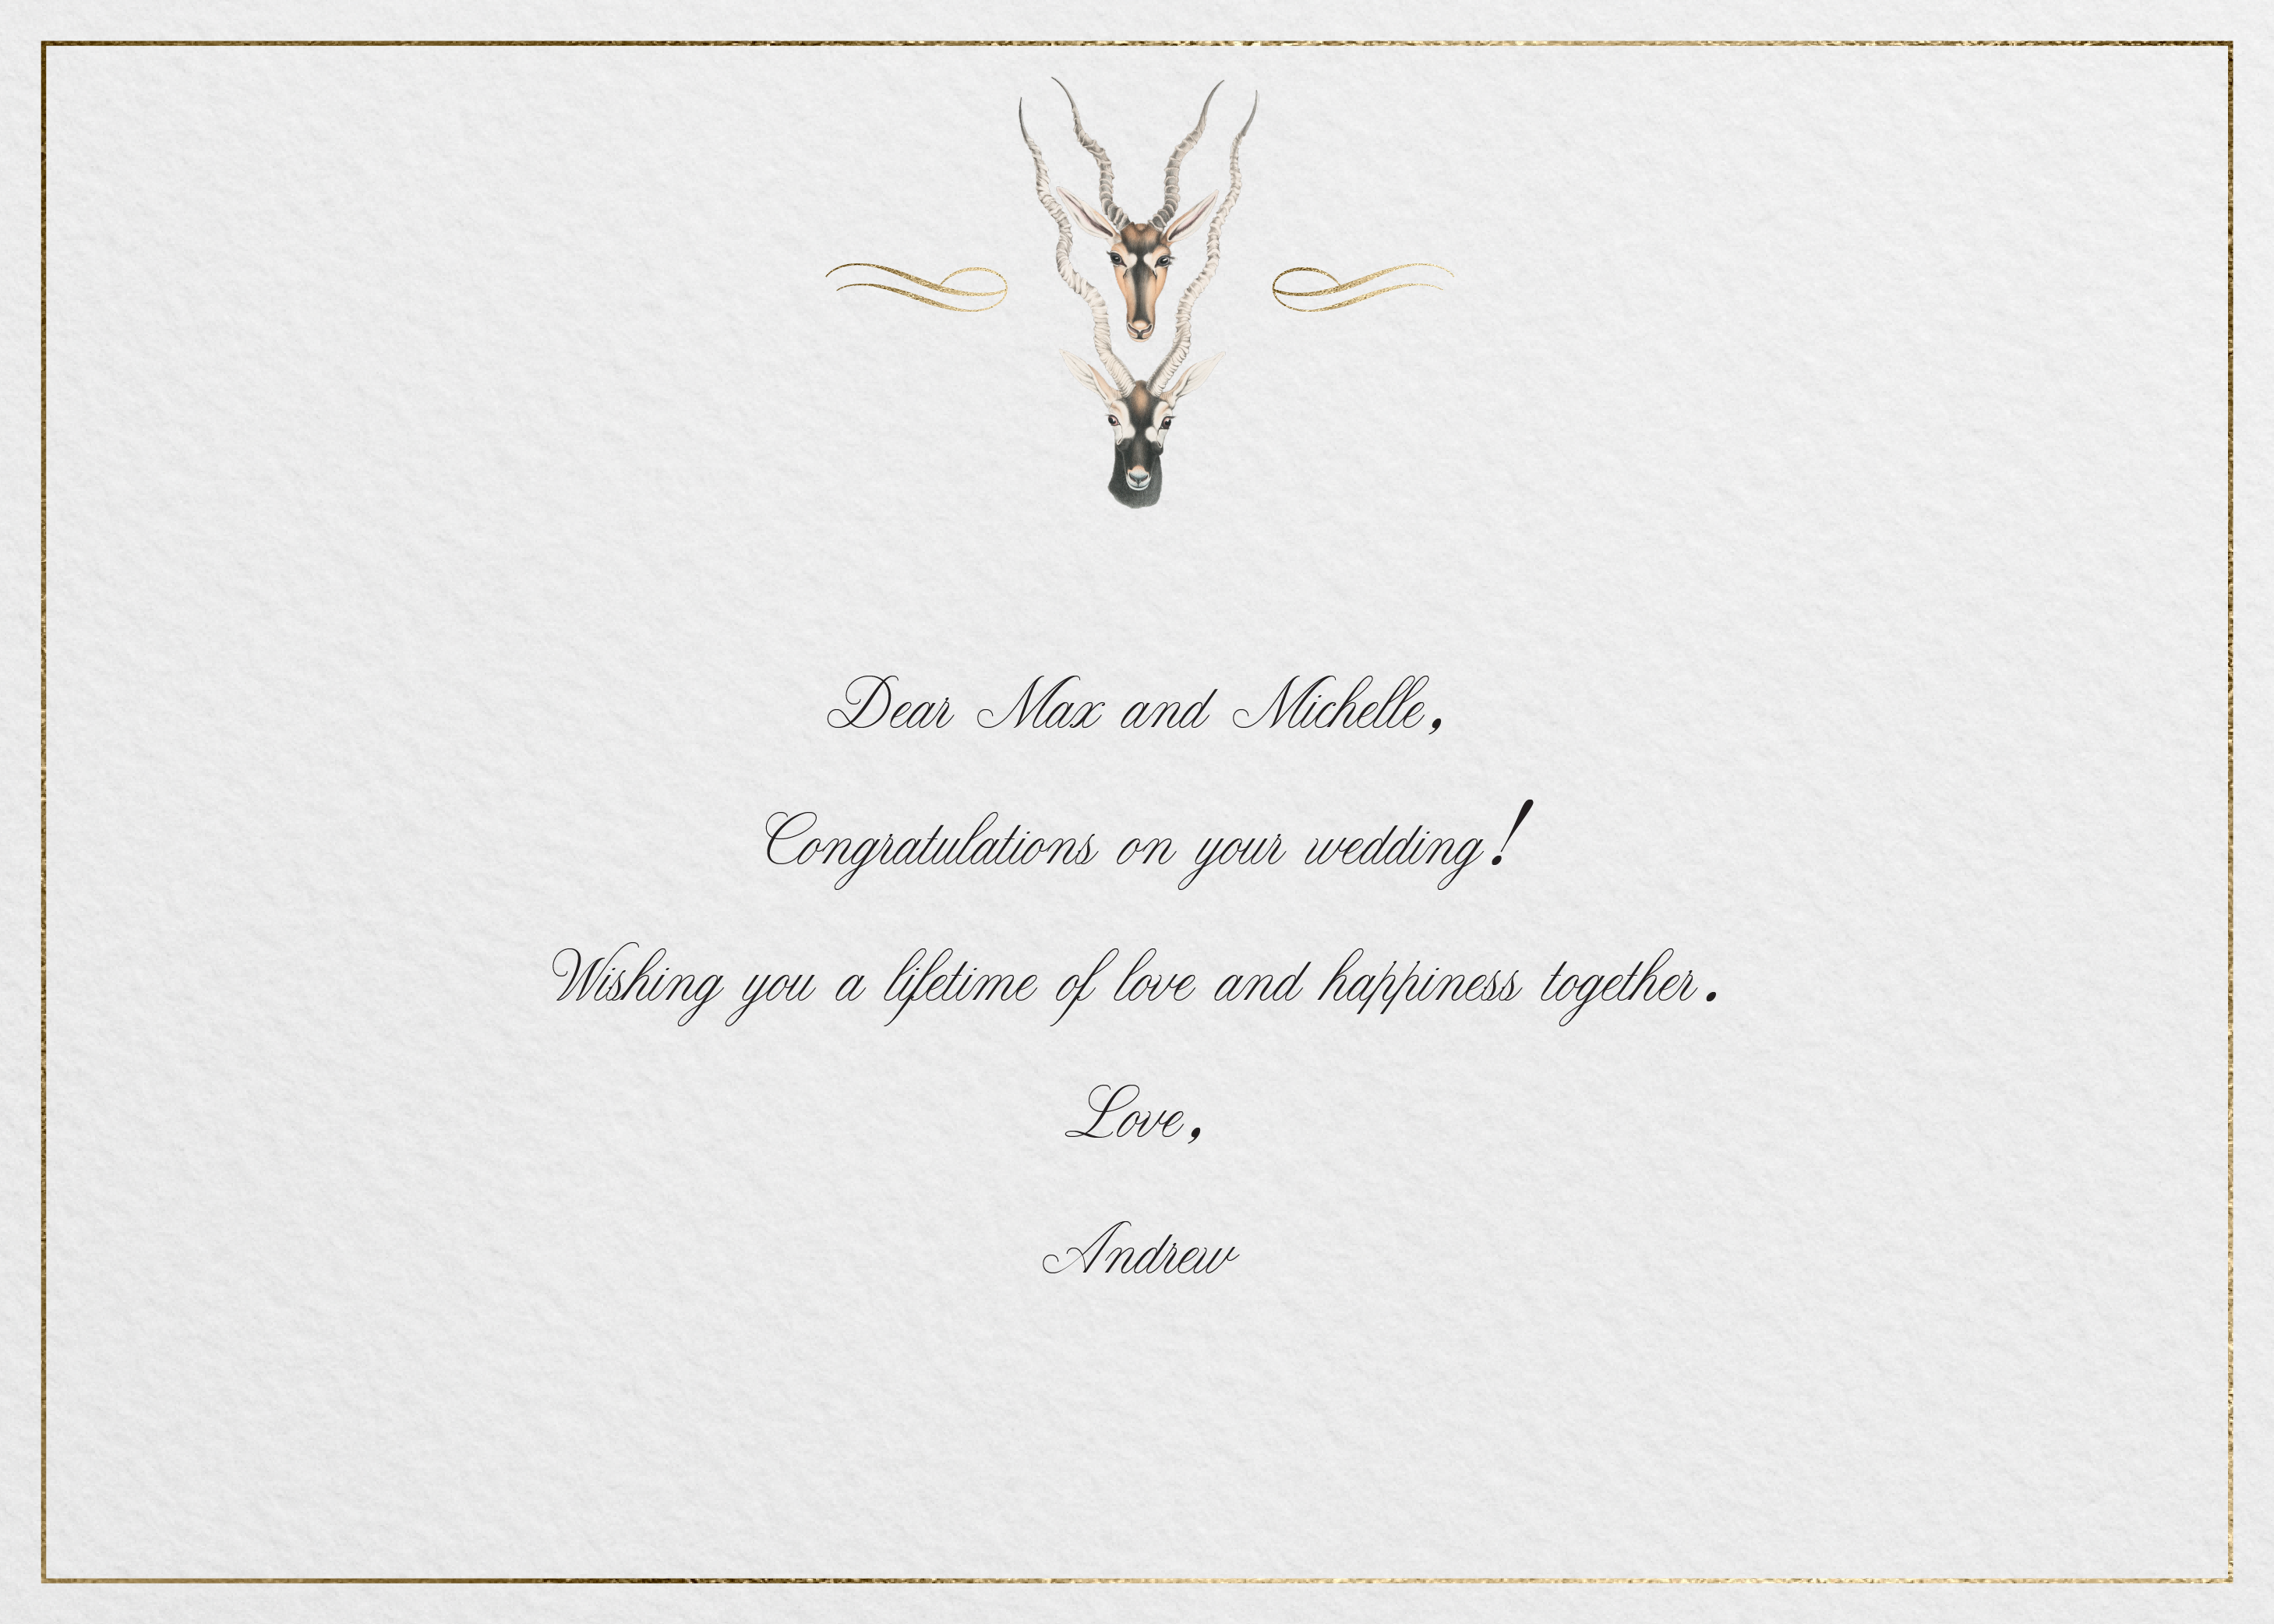 Dear Max and Michelle,
Congratulations on your wedding!
Wishing you a lifetime of love and happiness together.
Love,
Andrew